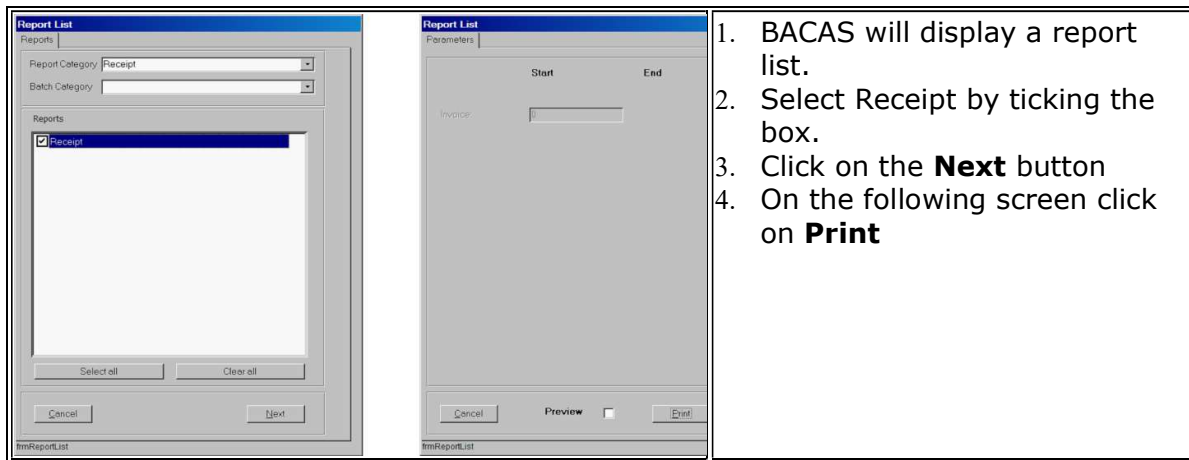 Report List
Reports
Report Category Receipt
Batch Category
Reports
Receipt
Select all Clear all
Cancel Next
frmReportList
Report List
Parameters
Start End
Invoice: 0
Cancel Preview Print
frmReportList
1. BACAS will display a report
list.
2. Select Receipt by ticking the
box.
3. Click on the Next button
4. On the following screen click
on Print